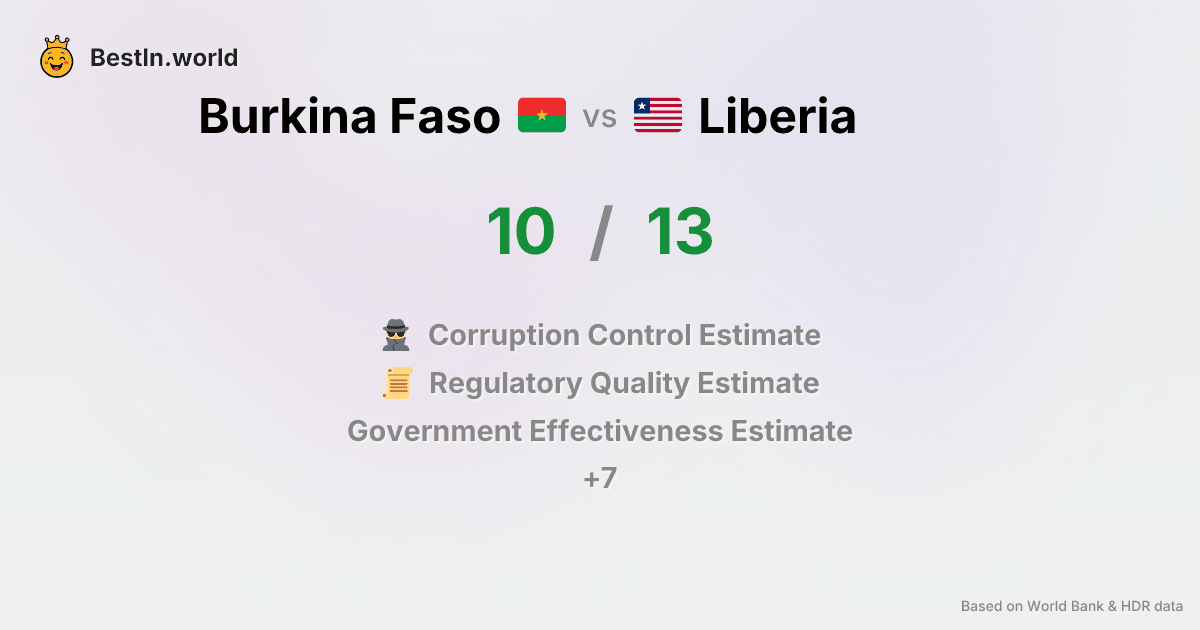 BestIn.world
Burkina Faso vs Liberia
10 / 13
Corruption Control Estimate
Regulatory Quality Estimate
Government Effectiveness Estimate
+7
Based on World Bank & HDR data